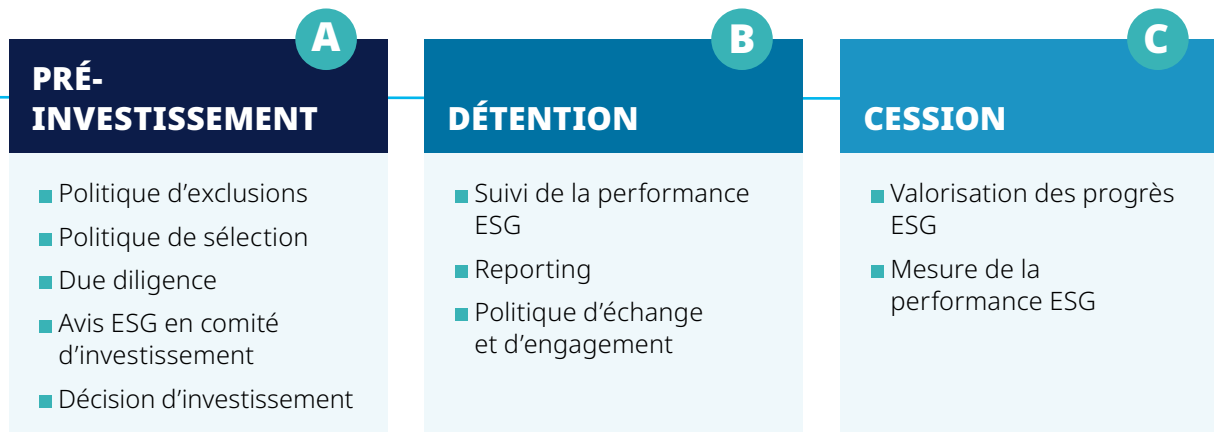 A
PRÉ-
INVESTISSEMENT
Politique d’exclusions
Politique de sélection
Due diligence
Avis ESG en comité
d’investissement
Décision d’investissement
B
DÉTENTION
Suivi de la performance
ESG
Reporting
Politique d’échange
et d’engagement
C
CESSION
Valorisation des progrès
ESG
Mesure de la
performance ESG